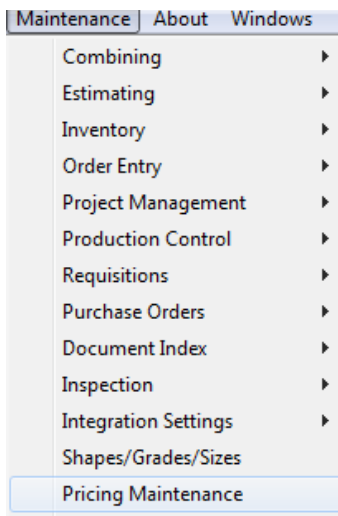 Maintenance About Windows
Combining
Estimating
Inventory
Order Entry
Project Management
Production Control
Requisitions
Purchase Orders
Document Index
Inspection
Integration Settings
Shapes/Grades/Sizes
Pricing Maintenance